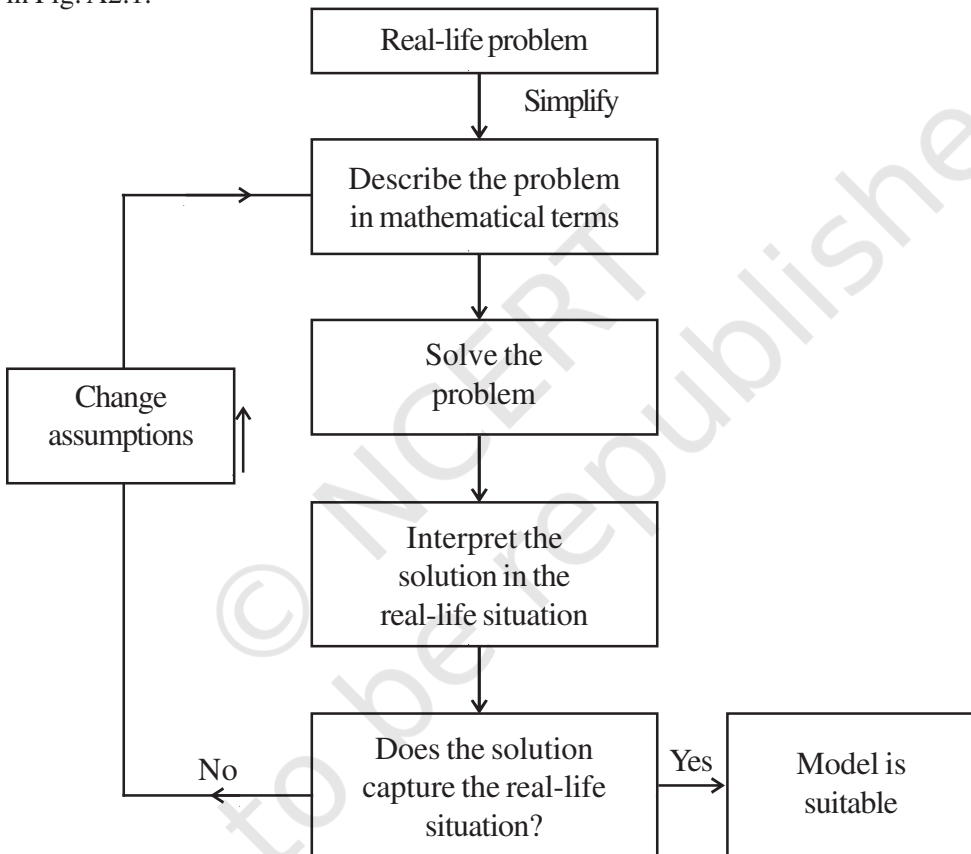 in Fig. A2.1.
Real-life problem
Simplify
Describe the problem
in mathematical terms
Solve the
problem
Change
assumptions
Interpret the
solution in the
real-life situation
Does the solution
capture the real-life
situation?
No
Yes
Model is
suitable
© NCERT
to be republishe